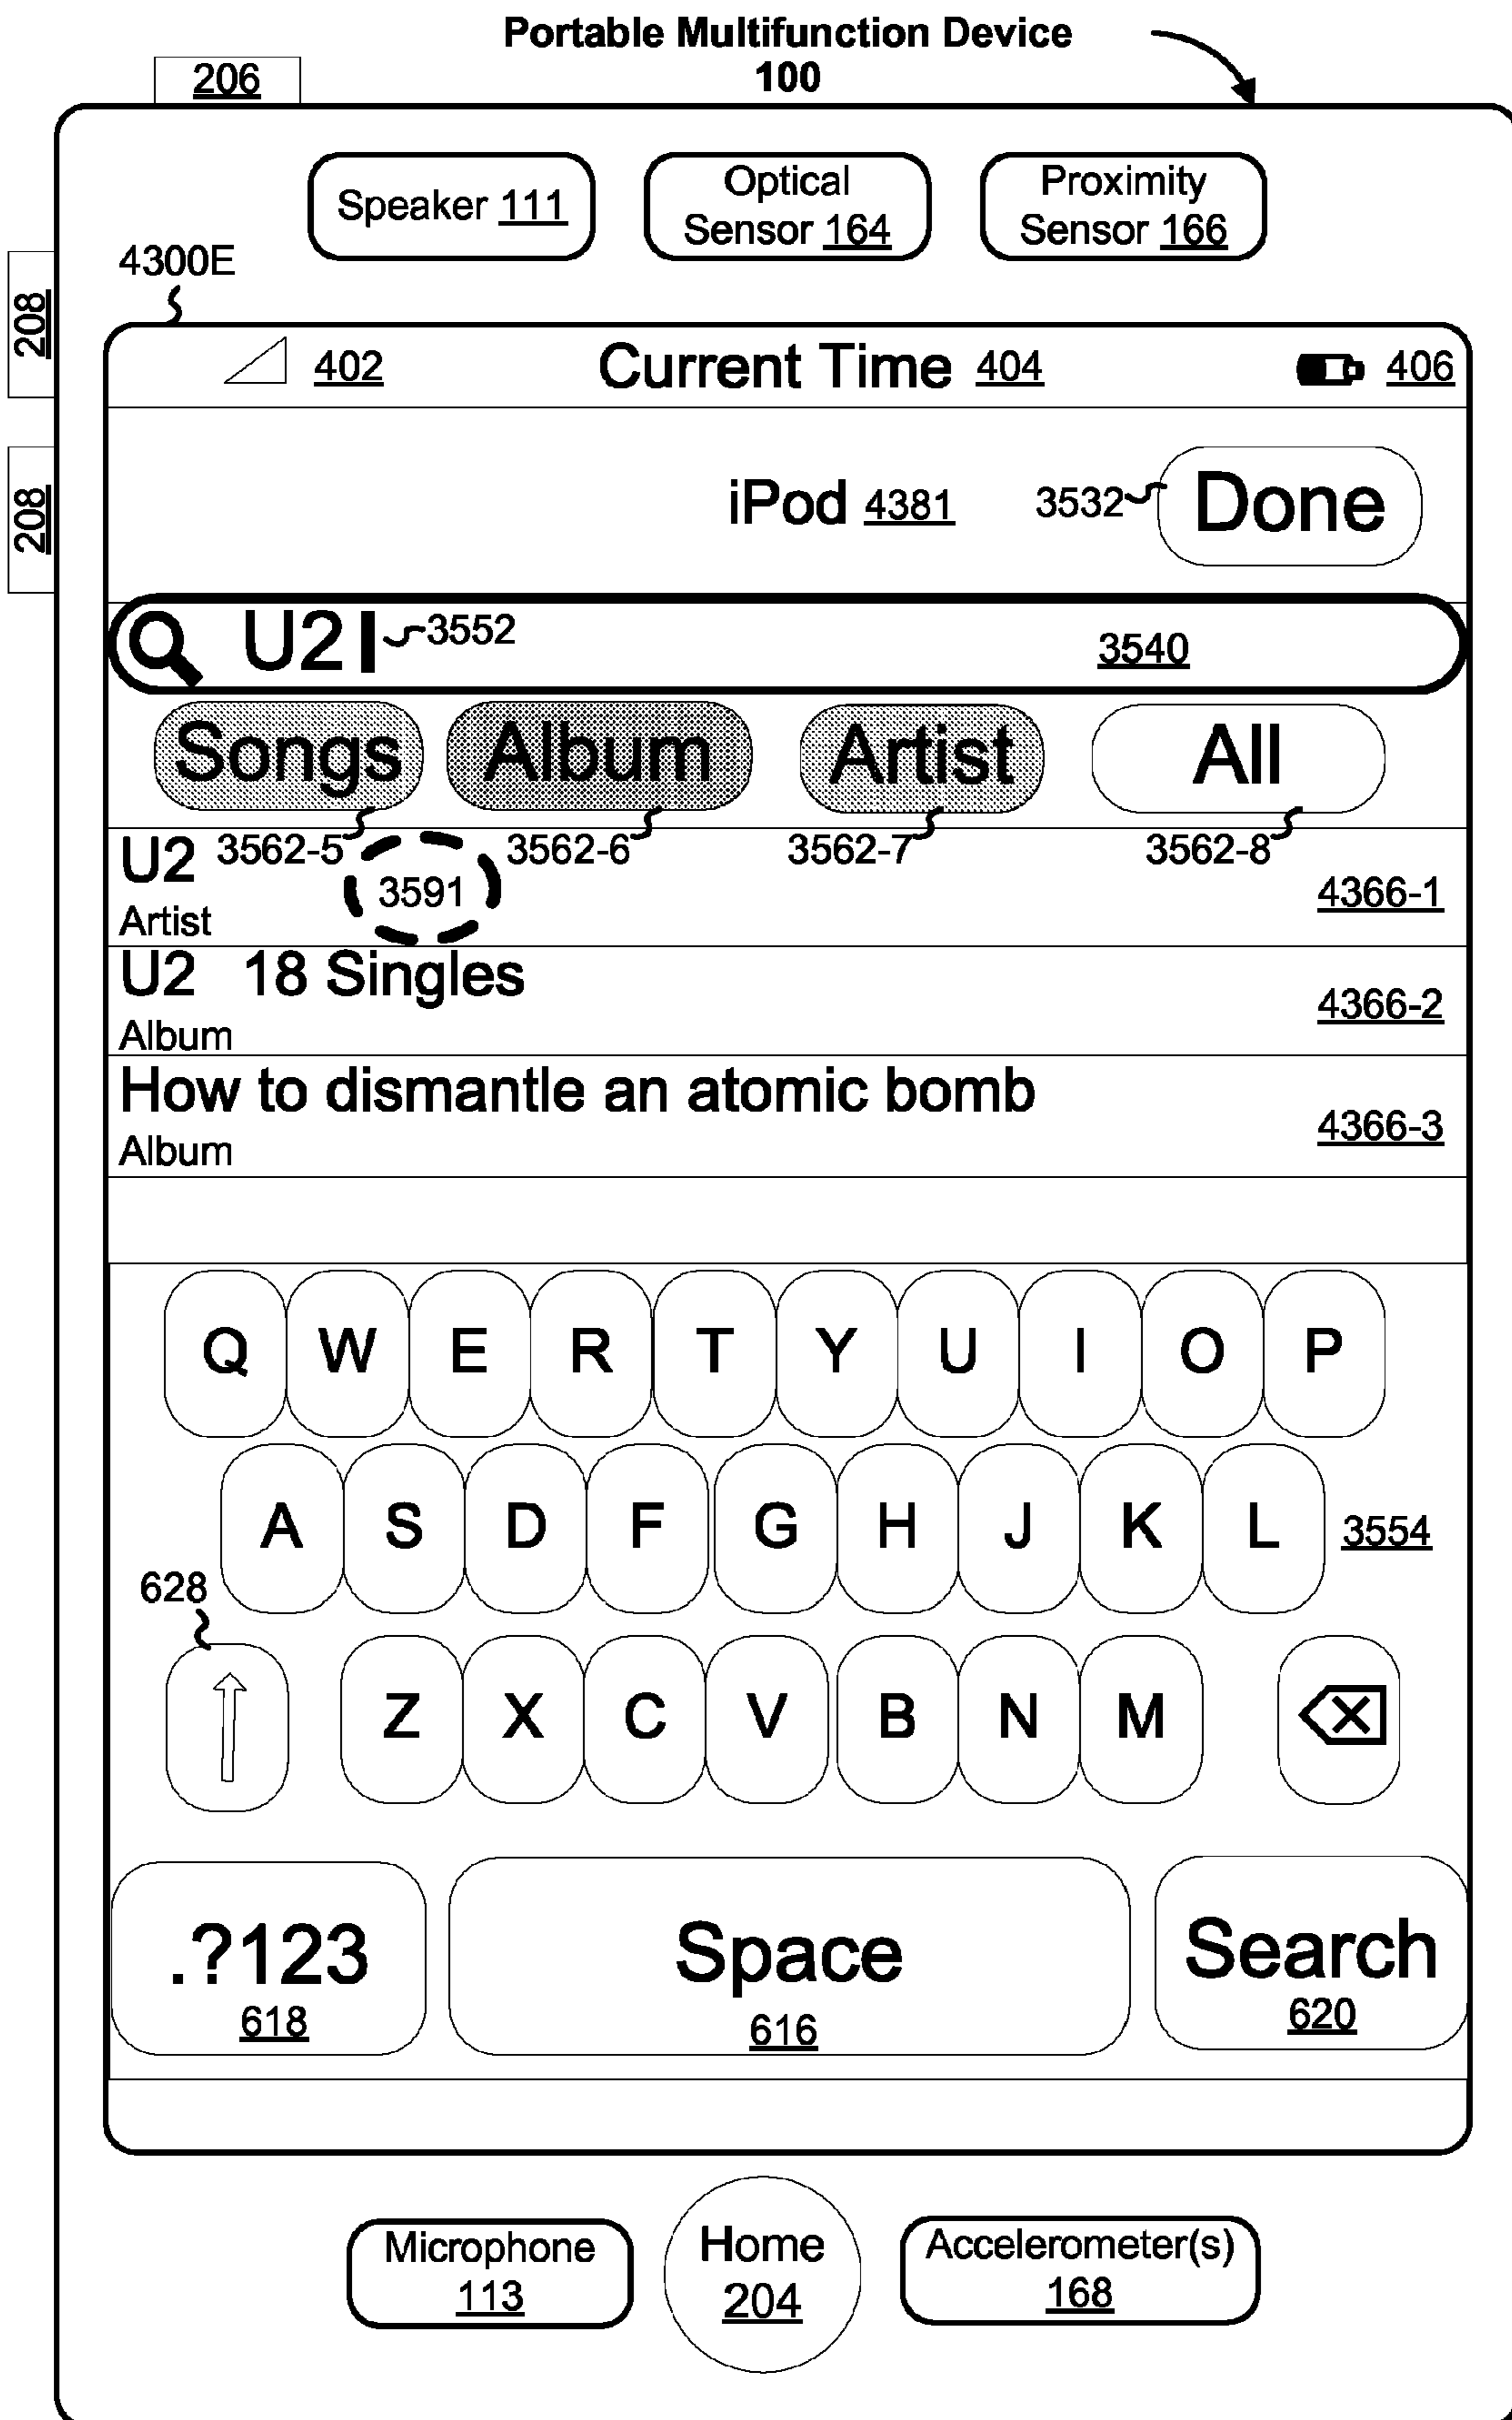 Portable Multifunction Device
100
206
Speaker 111
Optical
Sensor 164
Proximity
Sensor 166
4300E
208
402
Current Time 404
406
208
iPod 4381
3532
Done
U2
3552
3540
Songs
Album
Artist
All
3562-5
3562-6
3562-7
3562-8
U2
3591
4366-1
Artist
U2 18 Singles
4366-2
Album
How to dismantle an atomic bomb
4366-3
Album
Q W E R T Y U I O P
A S D F G H J K L
3554
628
Z X C V B N M
.?123
618
Space
616
Search
620
Microphone
113
Home
204
Accelerometer(s)
168